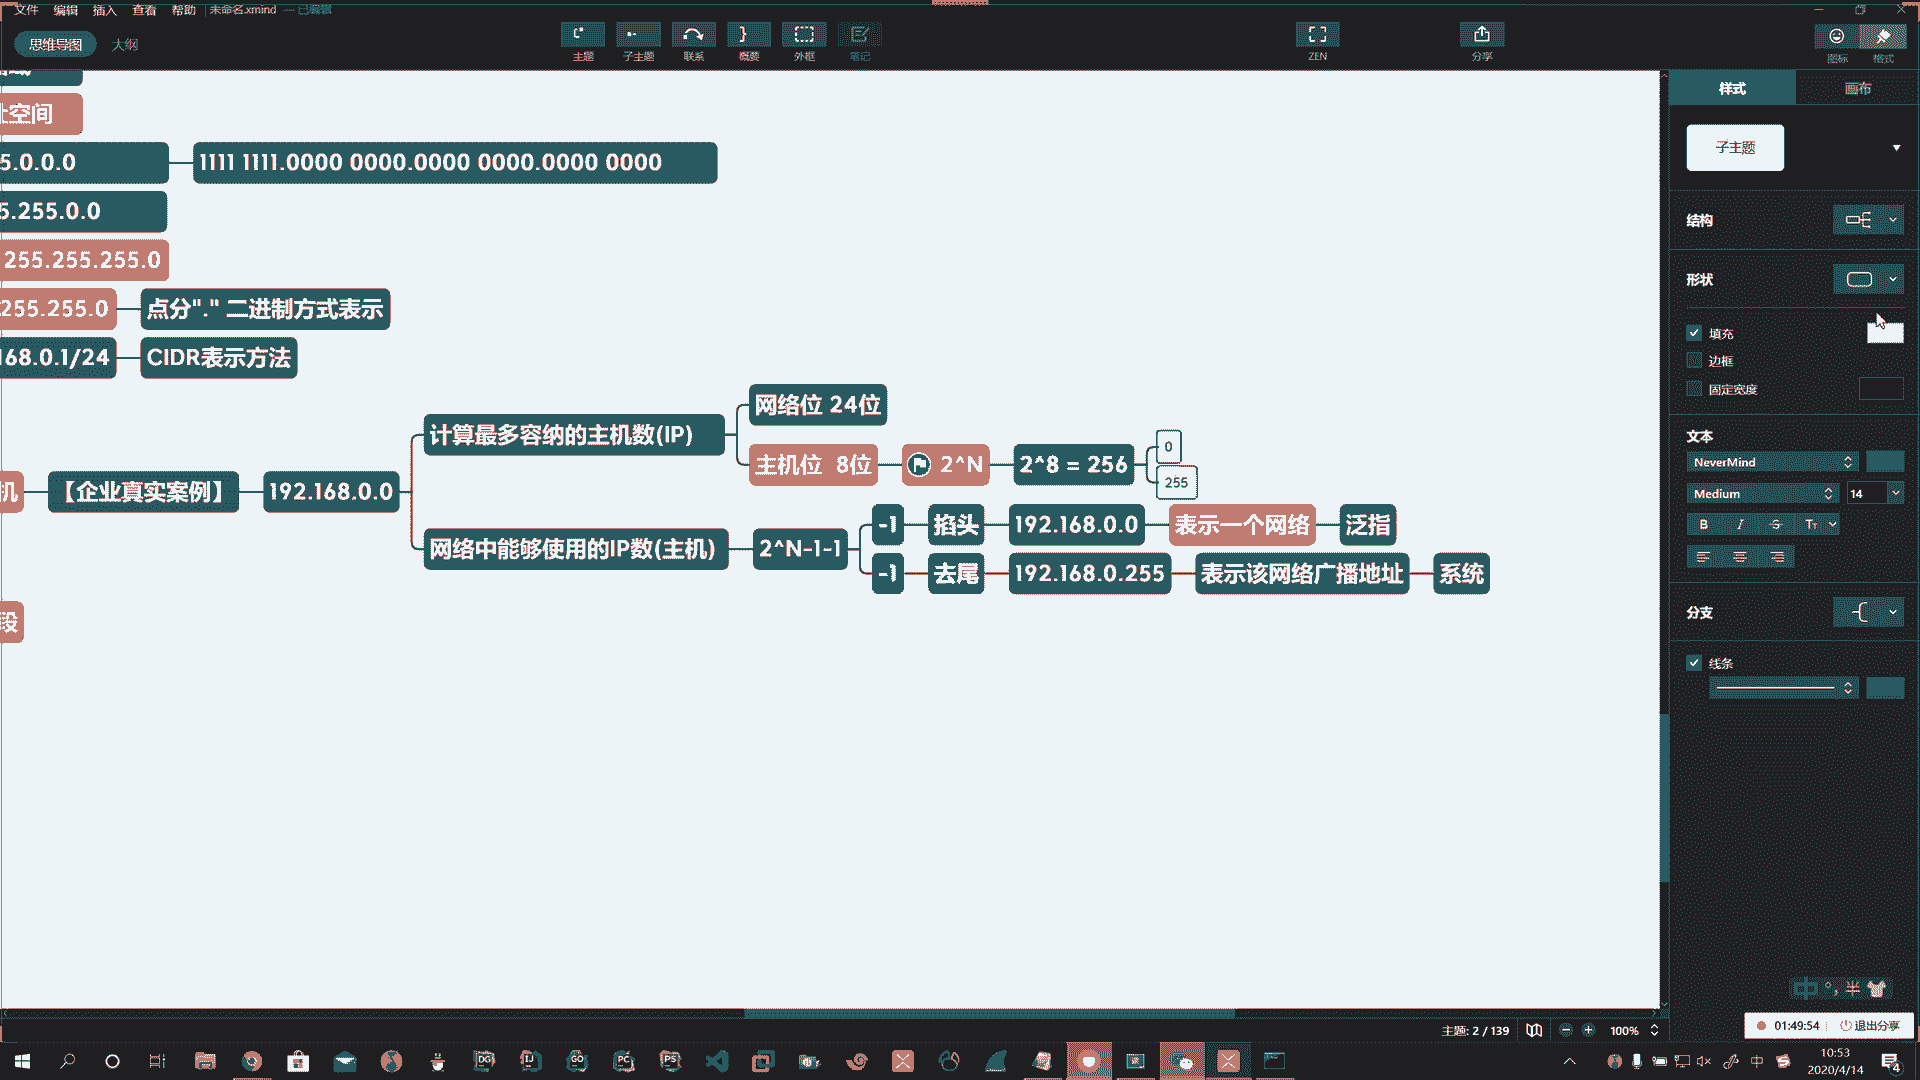 文件 编辑 插入 查看 帮助 未命名.xmind — 已编辑
思维导图 大纲
主题 子主题 联系 概要 外框 笔记 ZEN 分享 图标 格式
样式 画布
子主题
结构
形状
填充
边框
固定宽度
文本
NeverMind
Medium 14
B I S Tт
分支
线条
空间
5.0.0.0 1111 1111.0000 0000.0000 0000.0000 0000
5.255.0.0
255.255.255.0
255.255.0 点分"." 二进制方式表示
68.0.1/24 CIDR表示方法
网络位 24位
计算最多容纳的主机数(IP)
主机位 8位 2^N 2^8 = 256
0
255
机 【企业真实案例】 192.168.0.0
-1 掐头 192.168.0.0 表示一个网络 泛指
网络中能够使用的IP数(主机) 2^N-1-1
-1 去尾 192.168.0.255 表示该网络广播地址 系统
段
中 °, 半
主题: 2 / 139 100%
01:49:54 退出分享
DG IJ GO PC PS
中
10:53
2020/4/14
4